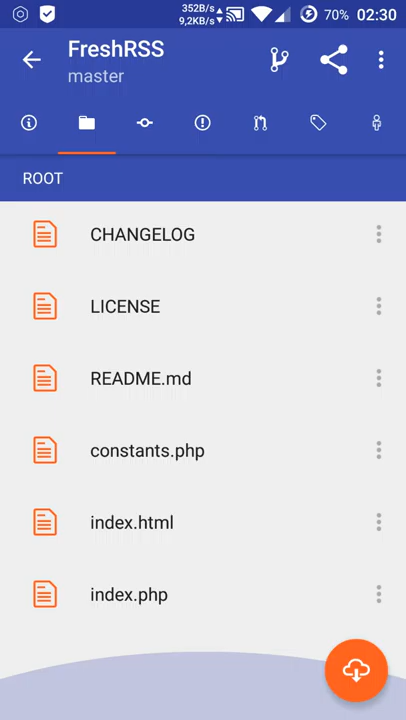 352B/s
9,2KB/s
70% 02:30
FreshRSS
master
ROOT
CHANGELOG
LICENSE
README.md
constants.php
index.html
index.php